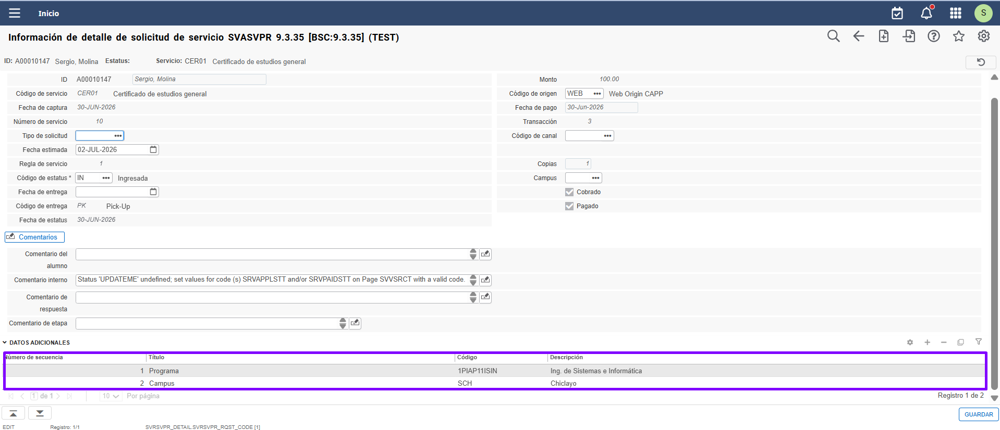 Inicio
S
Información de detalle de solicitud de servicio SVASVPR 9.3.35 [BSC:9.3.35] (TEST)
ID: A00010147 Sergio, Molina Estatus: Servicio: CER01 Certificado de estudios general
ID A00010147 Sergio, Molina Monto 100.00
Código de servicio CER01 Certificado de estudios general Código de origen WEB Web Origin CAPP
Fecha de captura 30-JUN-2026 Fecha de pago 30-Jun-2026
Número de servicio 10 Transacción 3
Tipo de solicitud Código de canal
Fecha estimada 02-JUL-2026
Regla de servicio 1 Copias 1
Código de estatus * IN Ingresada Campus
Fecha de entrega Cobrado
Código de entrega PK Pick-Up Pagado
Fecha de estatus 30-JUN-2026
Comentarios
Comentario del
alumno
Comentario interno Status 'UPDATEME' undefined; set values for code (s) SRVAPPLSTT and/or SRVPAIDSTT on Page SVVSRCT with a valid code.
Comentario de
respuesta
Comentario de etapa
DATOS ADICIONALES
Número de secuencia Título Código Descripción
1 Programa 1PIAP11ISIN Ing. de Sistemas e Informática
2 Campus SCH Chiclayo
1 de 1 10 Por página Registro 1 de 2
GUARDAR
EDIT Registro: 1/1 SVRSVPR_DETAIL.SVRSVPR_RQST_CODE [1]